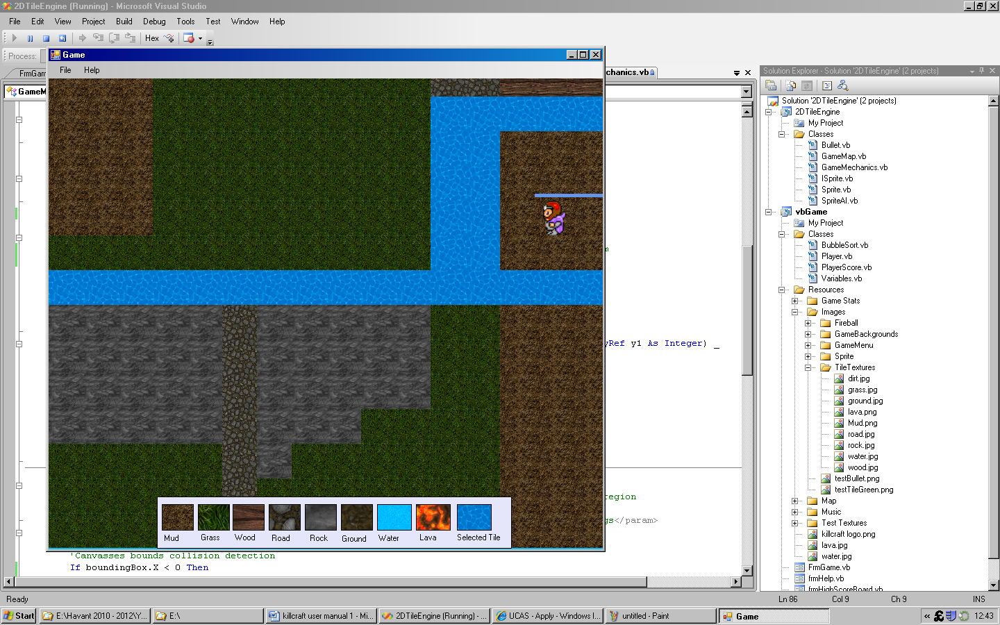 2DTileEngine (Running) - Microsoft Visual Studio
File Edit View Project Build Debug Tools Test Window Help
Hex
Process:
Game
File Help
FrmGam
chanics.vb
GameM
yRef y1 As Integer) _
region
gs</param>
'Canvasses bounds collision detection
If boundingBox.X < 0 Then
Mud
Grass
Wood
Road
Rock
Ground
Water
Lava
Selected Tile
Solution Explorer - Solution '2DTileEngine' (2 projects)
Solution '2DTileEngine' (2 projects)
2DTileEngine
My Project
Classes
Bullet.vb
GameMap.vb
GameMechanics.vb
ISprite.vb
Sprite.vb
SpriteAI.vb
vbGame
My Project
Classes
BubbleSort.vb
Player.vb
PlayerScore.vb
Variables.vb
Resources
Game Stats
Images
Fireball
GameBackgrounds
GameMenu
Sprite
TileTextures
dirt.jpg
grass.jpg
ground.jpg
lava.png
Mud.png
road.jpg
rock.jpg
water.jpg
wood.jpg
testBullet.png
testTileGreen.png
Map
Music
Test Textures
killcraft logo.png
lava.jpg
water.jpg
FrmGame.vb
frmHelp.vb
frmHighScoreBoard.vb
Ready Ln 86 Col 9 Ch 9 INS
Start E:\Havant 2010 - 2012\Y... E:\ killcraft user manual 1 - Mi... 2DTileEngine (Running) - ... UCAS - Apply - Windows I... untitled - Paint Game « 12:43